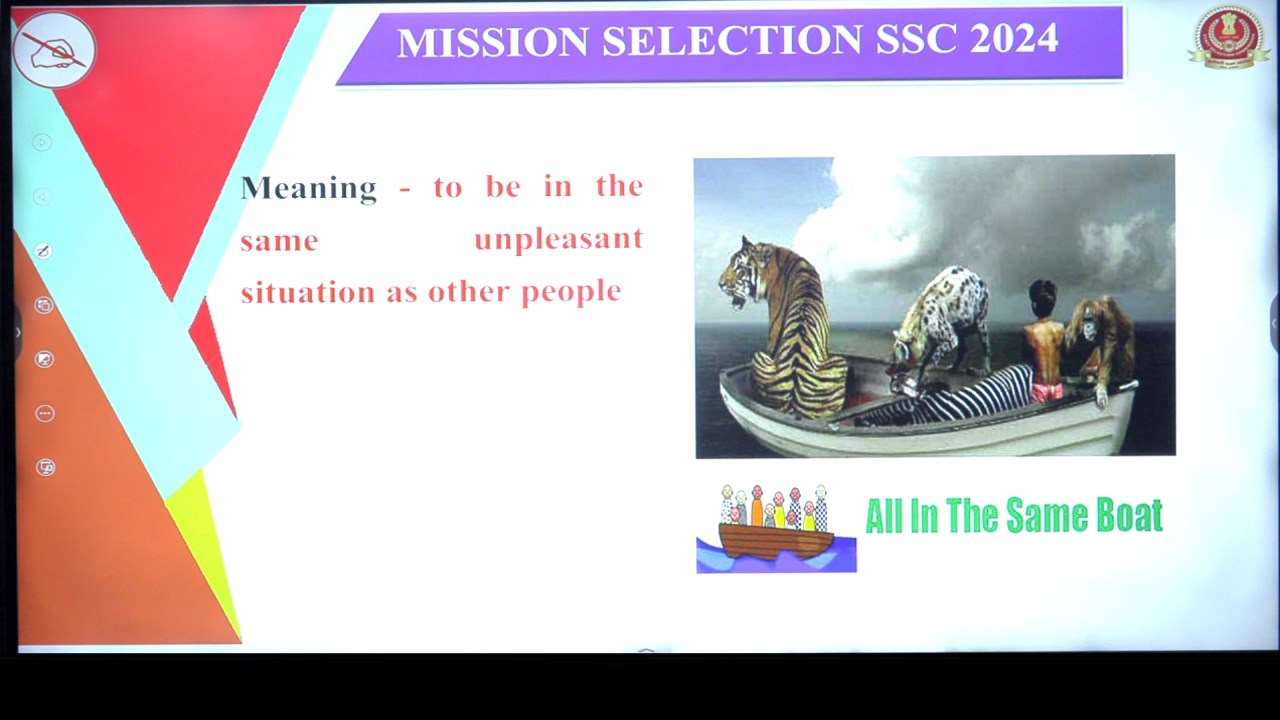 MISSION SELECTION SSC 2024
Meaning - to be in the
same unpleasant
situation as other people
All In The Same Boat